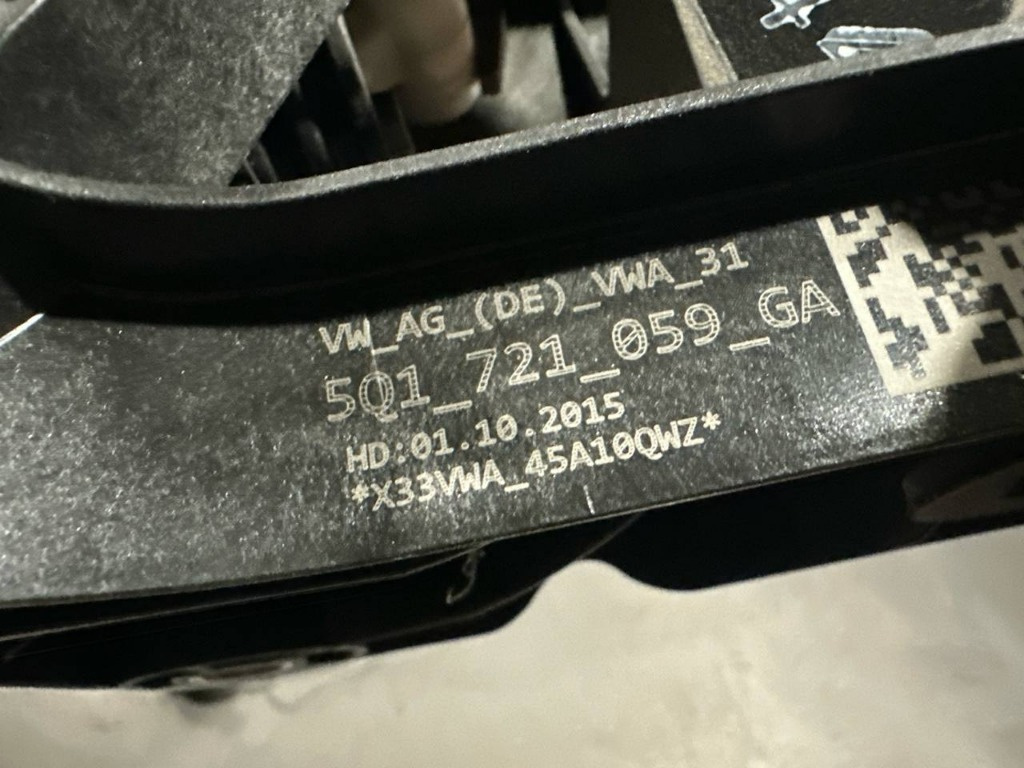 VW_AG_(DE)_VWA_31
5Q1_721_059_GA
HD:01.10.2015
*X33VWA_45A10QWZ*